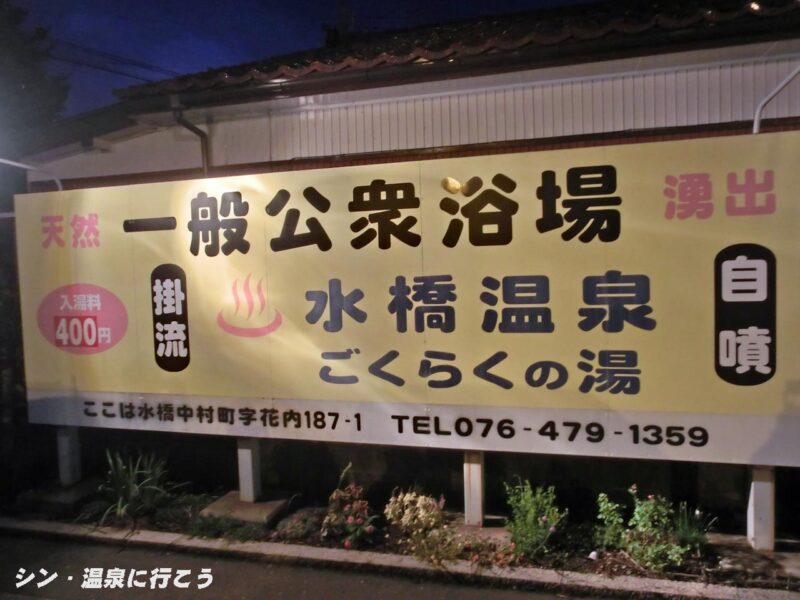 天然 一般公衆浴場 湧出
入湯料
400円
掛流
水橋温泉
ごくらくの湯
自噴
ここは水橋中村町字花内187-1 TEL076-479-1359
シン・温泉に行こう